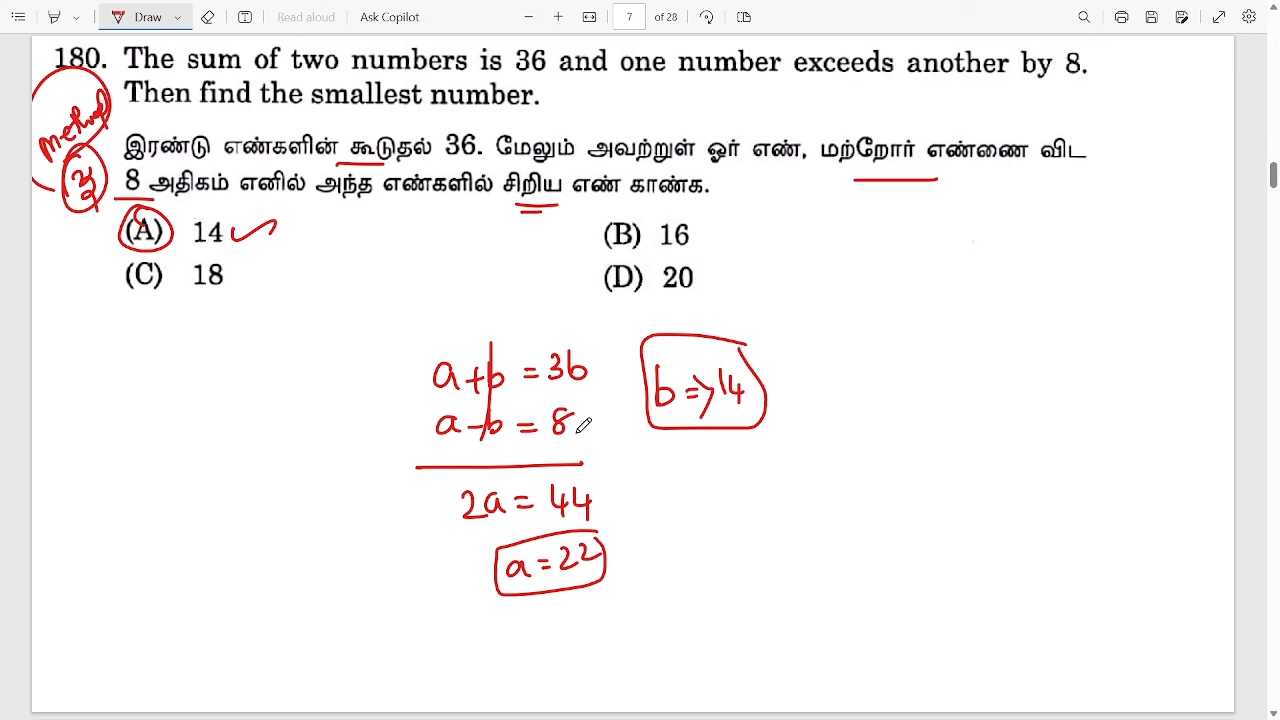 Draw Read aloud Ask Copilot 7 of 28
180. The sum of two numbers is 36 and one number exceeds another by 8.
Then find the smallest number.
method
இரண்டு எண்களின் கூடுதல் 36. மேலும் அவற்றுள் ஓர் எண், மற்றோர் எண்ணை விட
8 அதிகம் எனில் அந்த எண்களில் சிறிய எண் காண்க.
(A) 14
(B) 16
(C) 18
(D) 20
a+b = 36
a-b = 8
2a = 44
a = 22
b => 14